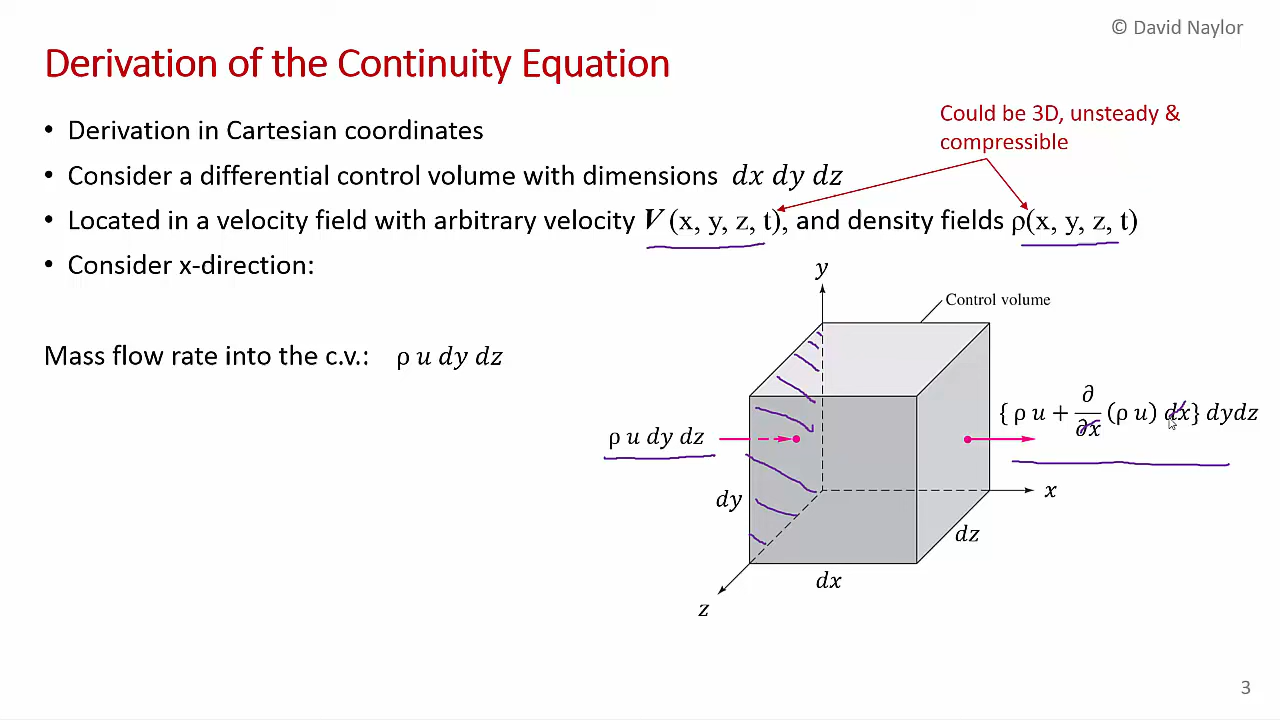 © David Naylor
Derivation of the Continuity Equation
• Derivation in Cartesian coordinates
Could be 3D, unsteady &
compressible
• Consider a differential control volume with dimensions dx dy dz
• Located in a velocity field with arbitrary velocity V (x, y, z, t), and density fields ρ(x, y, z, t)
• Consider x-direction:
y
Control volume
Mass flow rate into the c.v.: ρ u dy dz
{ ρ u + ∂/∂x (ρ u) dx} dydz
ρ u dy dz
x
dy
dz
dx
z
3